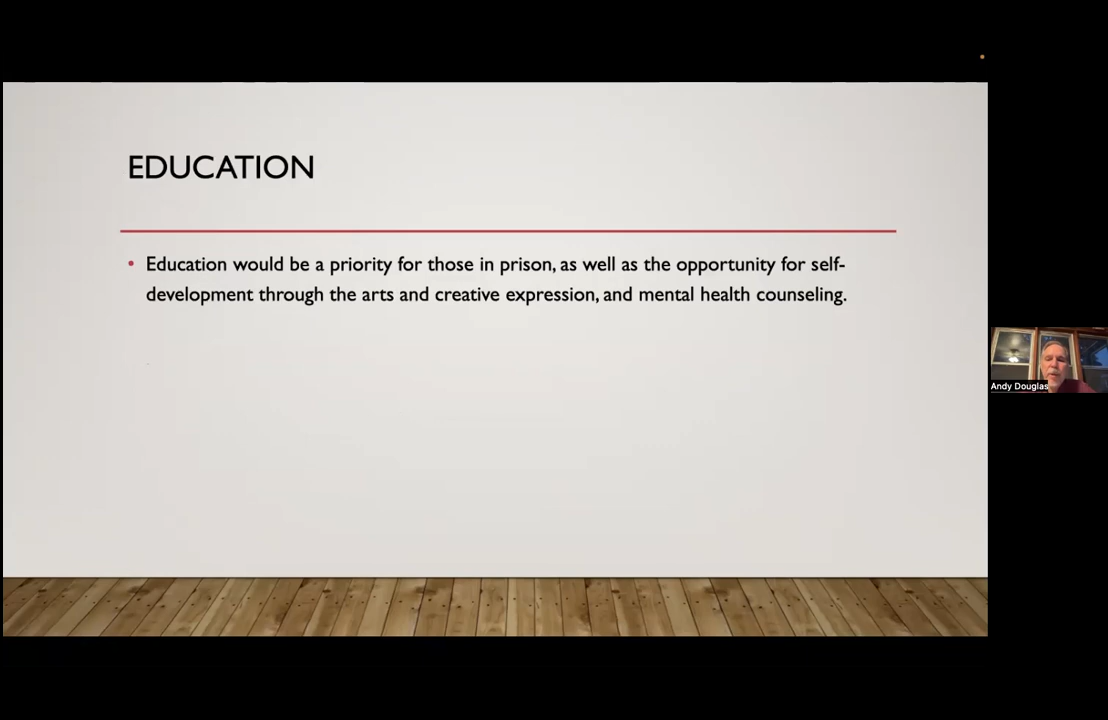 EDUCATION
• Education would be a priority for those in prison, as well as the opportunity for self-
development through the arts and creative expression, and mental health counseling.
Andy Douglas